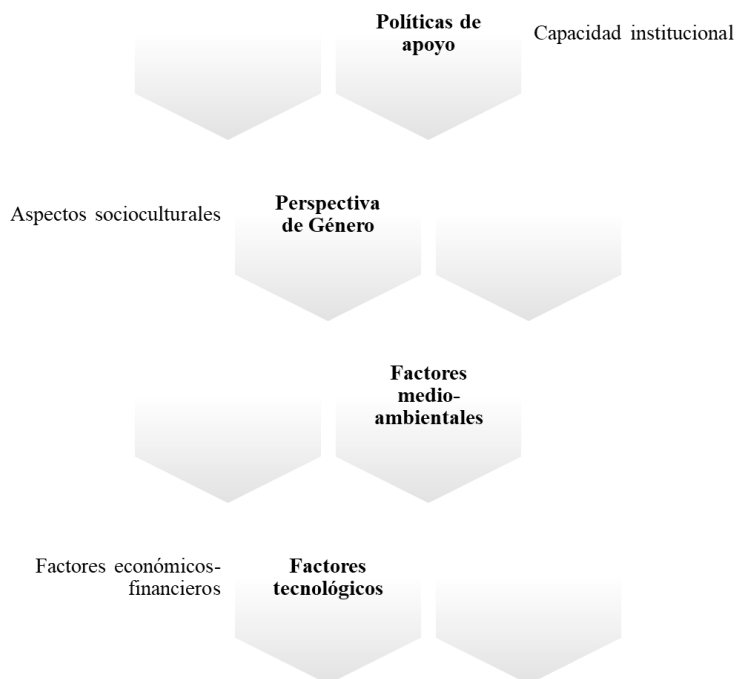 Políticas de
apoyo
Capacidad institucional
Aspectos socioculturales
Perspectiva
de Género
Factores
medio-
ambientales
Factores económicos-
financieros
Factores
tecnológicos